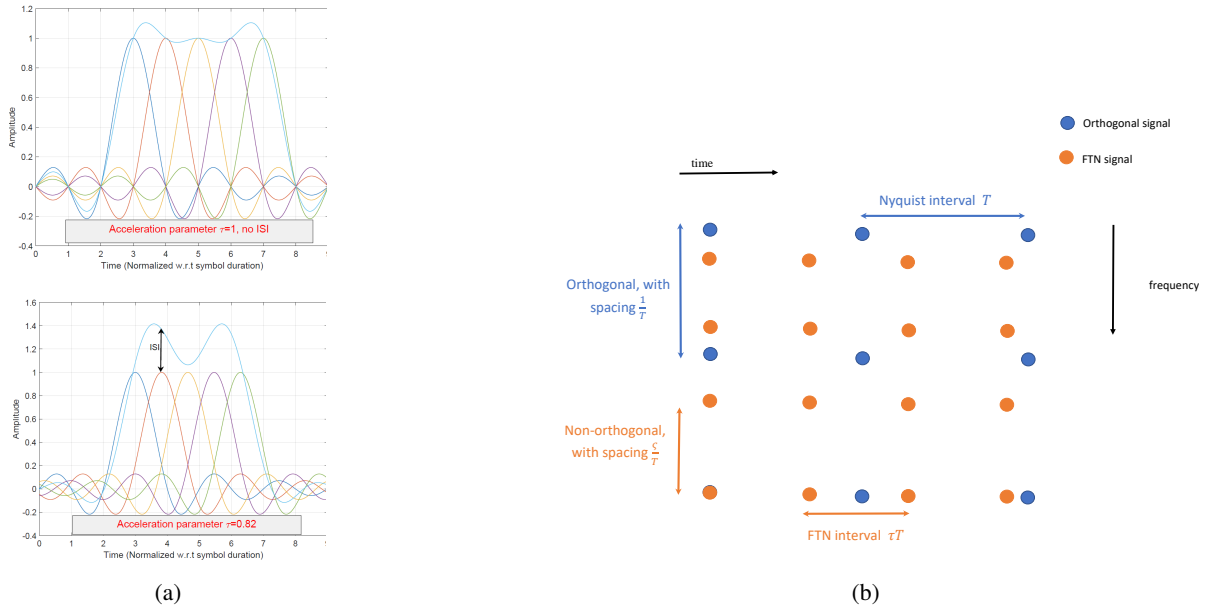 1.2
1
0.8
0.6
0.4
0.2
0
-0.2
-0.4
Amplitude
Acceleration parameter τ=1, no ISI
0 1 2 3 4 5 6 7 8 9
Time (Normalized w.r.t symbol duration)
1.6
1.4
1.2
1
0.8
0.6
0.4
0.2
0
-0.2
-0.4
Amplitude
ISI
Acceleration parameter τ=0.82
0 1 2 3 4 5 6 7 8 9
Time (Normalized w.r.t symbol duration)
(a)
Orthogonal signal
FTN signal
time
Nyquist interval T
Orthogonal, with
spacing 1/T
frequency
Non-orthogonal,
with spacing ς/T
FTN interval τT
(b)